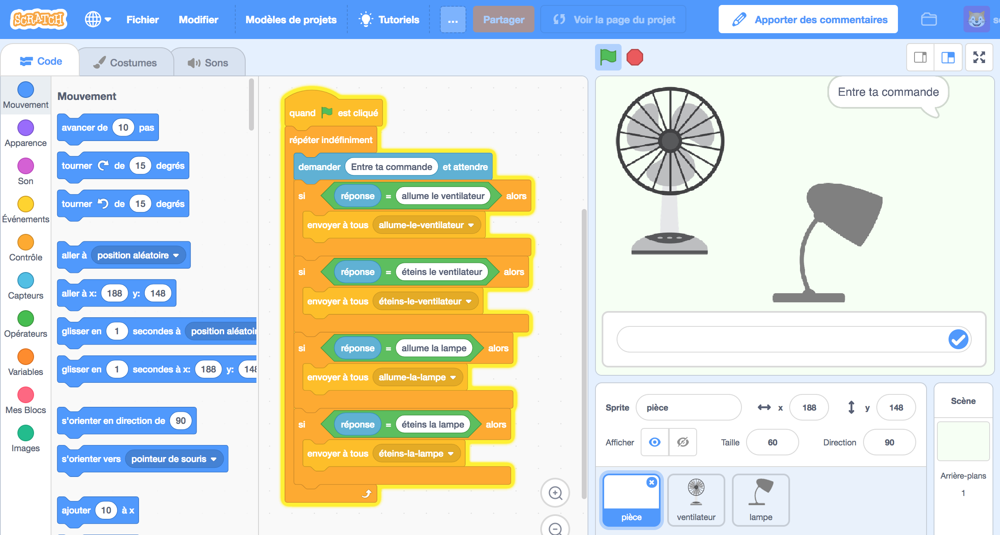 SCRATCH Fichier Modifier Modèles de projets Tutoriels ... Partager Voir la page du projet Apporter des commentaires
Code Costumes Sons
Mouvement
Apparence
Son
Événements
Contrôle
Capteurs
Opérateurs
Variables
Mes Blocs
Images
Mouvement
avancer de 10 pas
tourner de 15 degrés
tourner de 15 degrés
aller à position aléatoire
aller à x: 188 y: 148
glisser en 1 secondes à position aléatoir
glisser en 1 secondes à x: 188 y: 148
s'orienter en direction de 90
s'orienter vers pointeur de souris
ajouter 10 à x
quand est cliqué
répéter indéfiniment
demander Entre ta commande et attendre
si réponse = allume le ventilateur alors
envoyer à tous allume-le-ventilateur
si réponse = éteins le ventilateur alors
envoyer à tous éteins-le-ventilateur
si réponse = allume la lampe alors
envoyer à tous allume-la-lampe
si réponse = éteins la lampe alors
envoyer à tous éteins-la-lampe
Entre ta commande
Sprite pièce x 188 y 148
Afficher Taille 60 Direction 90
pièce ventilateur lampe
Scène
Arrière-plans
1